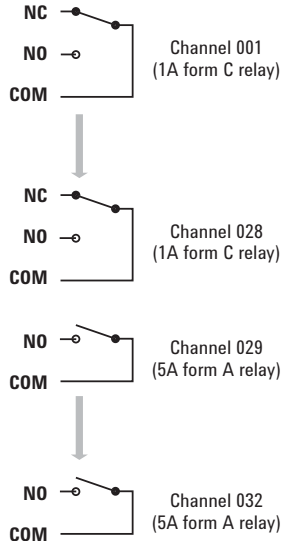 NC
NO
COM
Channel 001
(1A form C relay)
NC
NO
COM
Channel 028
(1A form C relay)
NO
COM
Channel 029
(5A form A relay)
NO
COM
Channel 032
(5A form A relay)